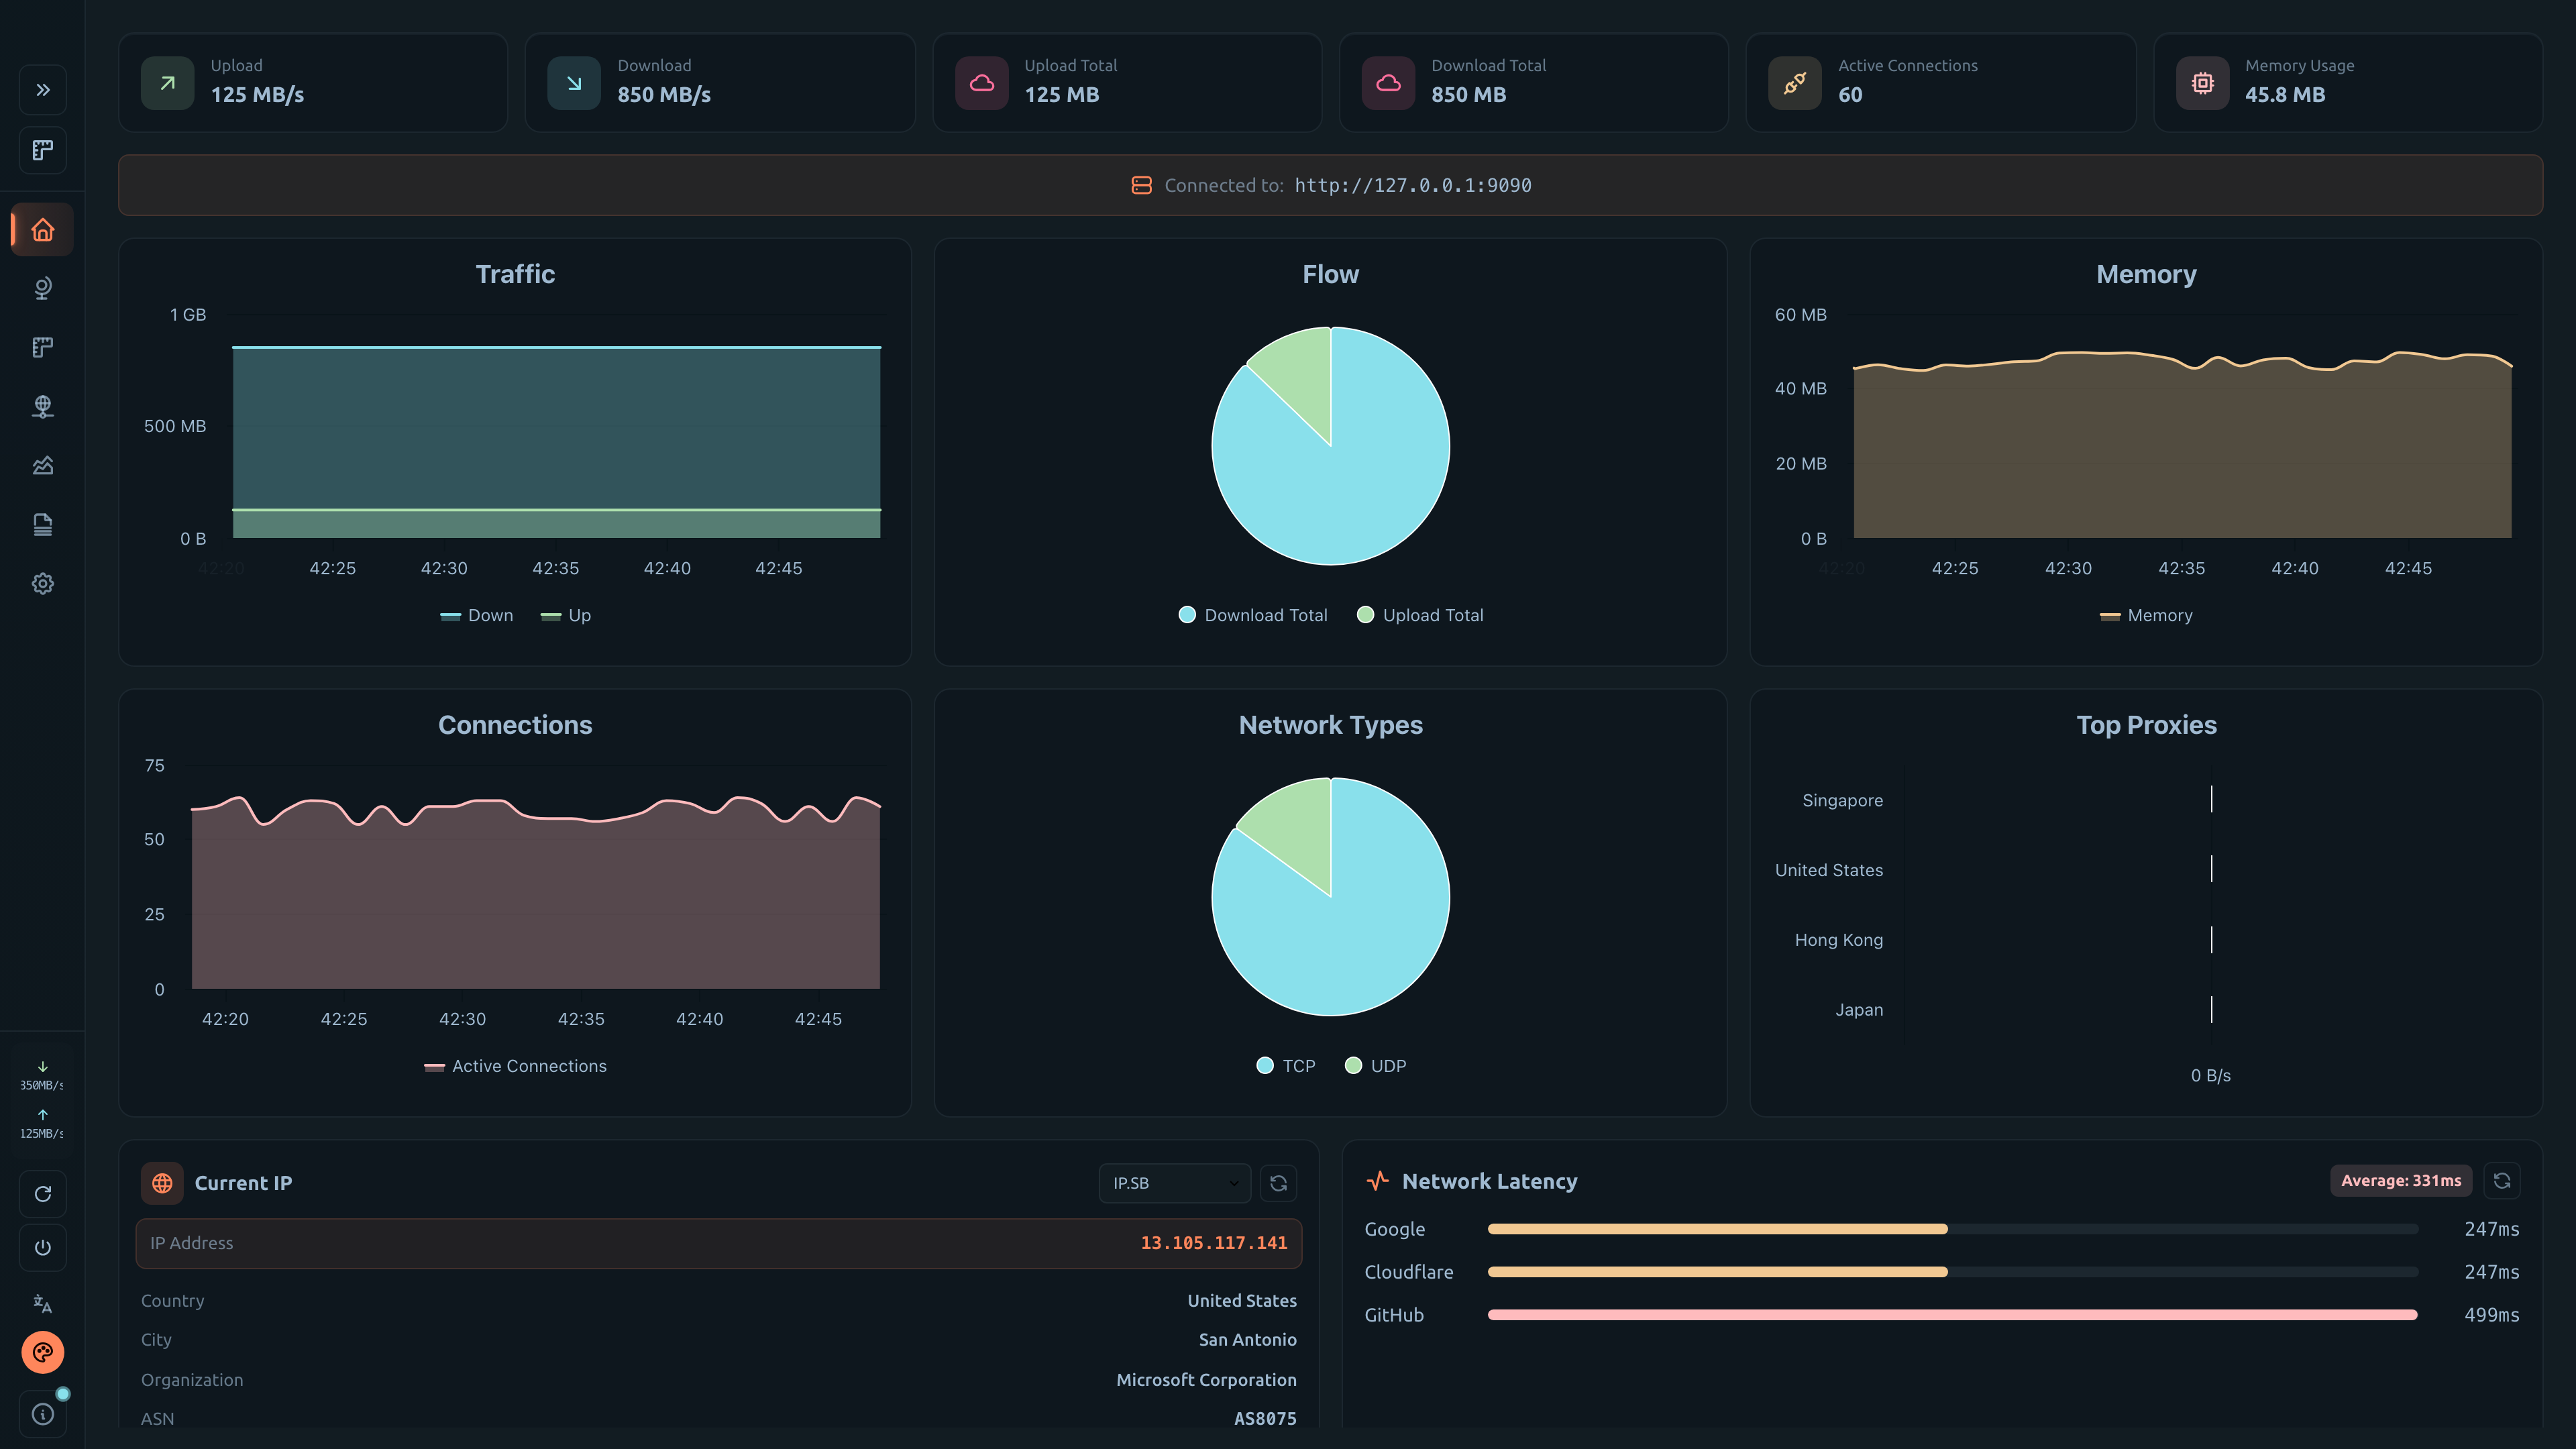 Upload
125 MB/s
Download
850 MB/s
Upload Total
125 MB
Download Total
850 MB
Active Connections
60
Memory Usage
45.8 MB
Connected to: http://127.0.0.1:9090
Traffic
1 GB
500 MB
0 B
42:20 42:25 42:30 42:35 42:40 42:45
Down Up
Flow
Download Total Upload Total
Memory
60 MB
40 MB
20 MB
0 B
42:20 42:25 42:30 42:35 42:40 42:45
Memory
Connections
75
50
25
0
42:20 42:25 42:30 42:35 42:40 42:45
Active Connections
Network Types
TCP UDP
Top Proxies
Singapore
United States
Hong Kong
Japan
0 B/s
125MB/s
Current IP
IP.SB
IP Address 13.105.117.141
Country United States
City San Antonio
Organization Microsoft Corporation
ASN AS8075
Network Latency
Average: 331ms
Google 247ms
Cloudflare 247ms
GitHub 499ms